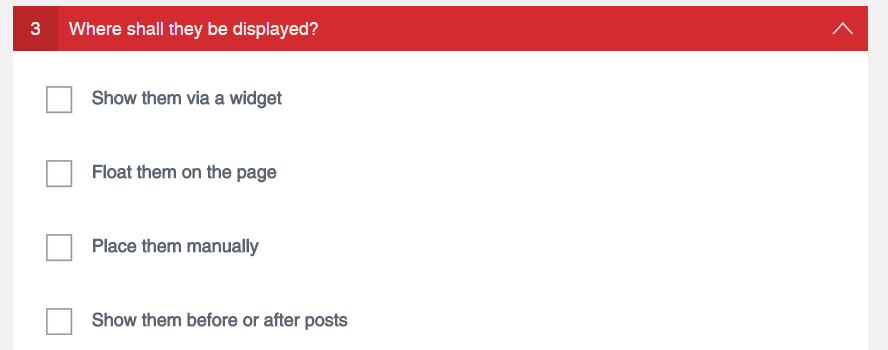 3 Where shall they be displayed?
Show them via a widget
Float them on the page
Place them manually
Show them before or after posts